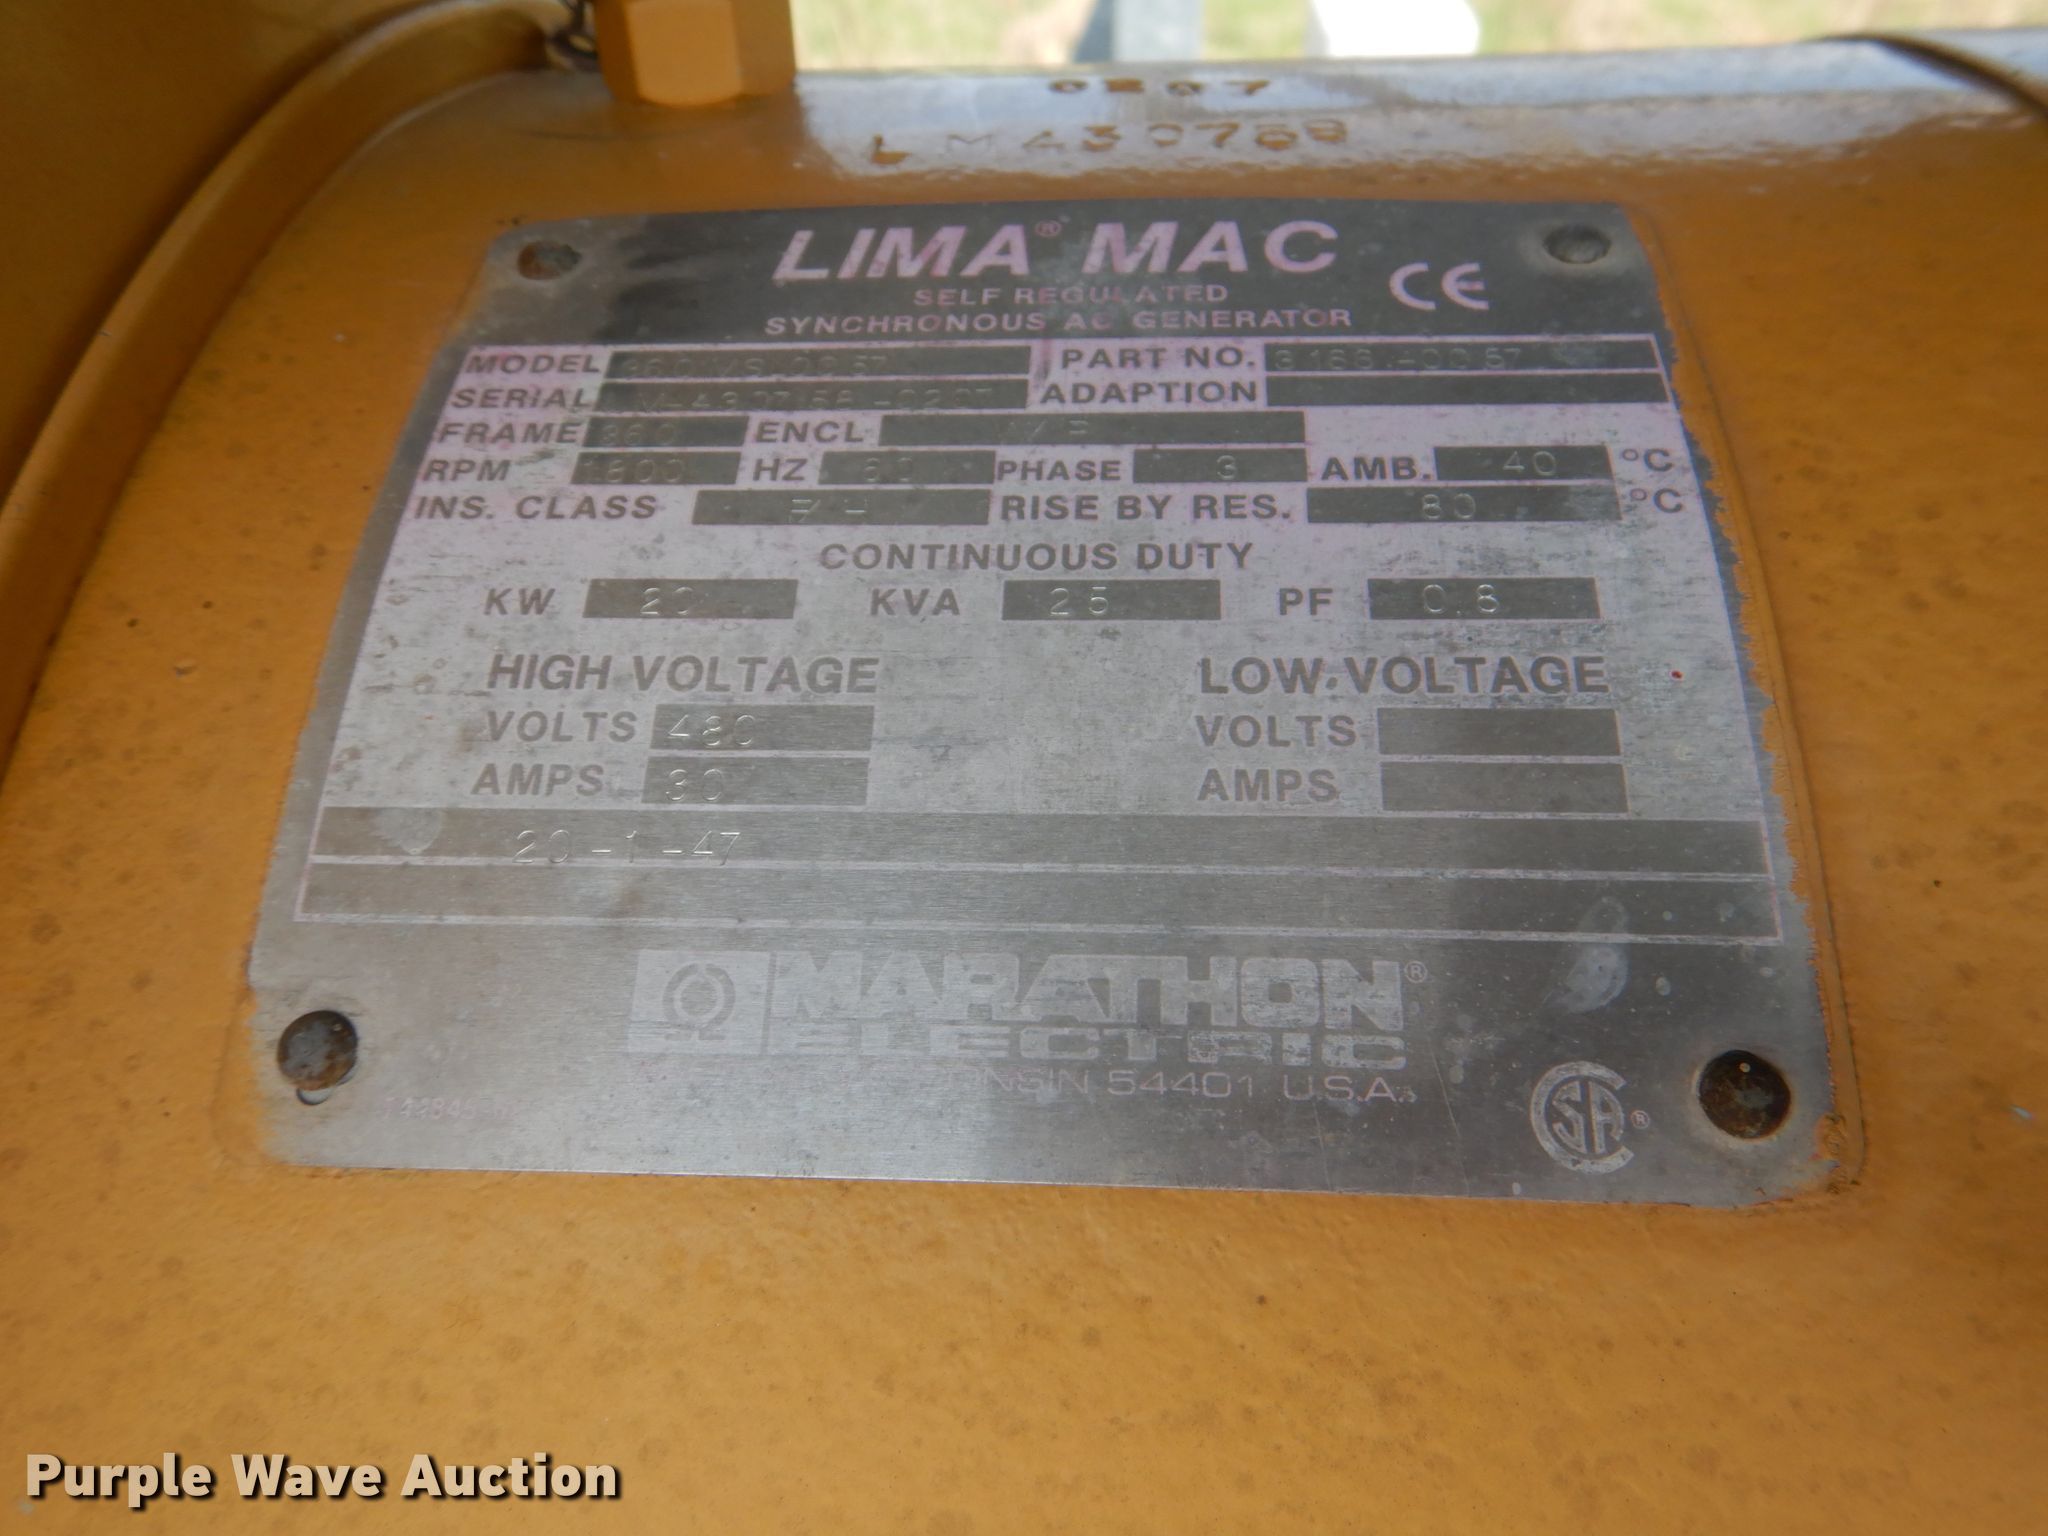 0207
LIMA® MAC
CE
SELF REGULATED
SYNCHRONOUS AC GENERATOR
MODEL PART NO.
SERIAL ADAPTION
FRAME 360 ENCL
RPM 1800 HZ 60 PHASE 3 AMB. 40 °C
INS. CLASS F/H RISE BY RES. 80 °C
CONTINUOUS DUTY
KW 20 KVA 25 PF 0.8
HIGH VOLTAGE LOW VOLTAGE
VOLTS 480 VOLTS
AMPS 30 AMPS
20-1-47
MARATHON®
ELECTRIC
54401 U.S.A.
CSA®
Purple Wave Auction